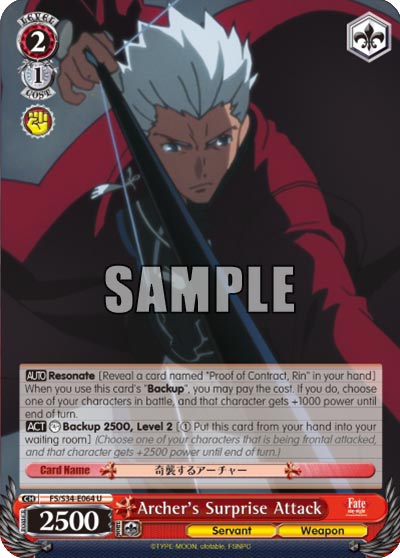 LEVEL
2
1
COST
SAMPLE
AUTO Resonate [Reveal a card named "Proof of Contract, Rin" in your hand]
When you use this card's "Backup", you may pay the cost. If you do, choose
one of your characters in battle, and that character gets +1000 power until
end of turn.
ACT Backup 2500, Level 2 [① Put this card from your hand into your
waiting room] (Choose one of your characters that is being frontal attacked,
and that character gets +2500 power until end of turn.)
Card Name 奇襲するアーチャー
CH FS/S34-E064 U
Archer's Surprise Attack
Fate
stay night
POWER
2500
Servant Weapon
©TYPE-MOON, ufotable, FSNPC